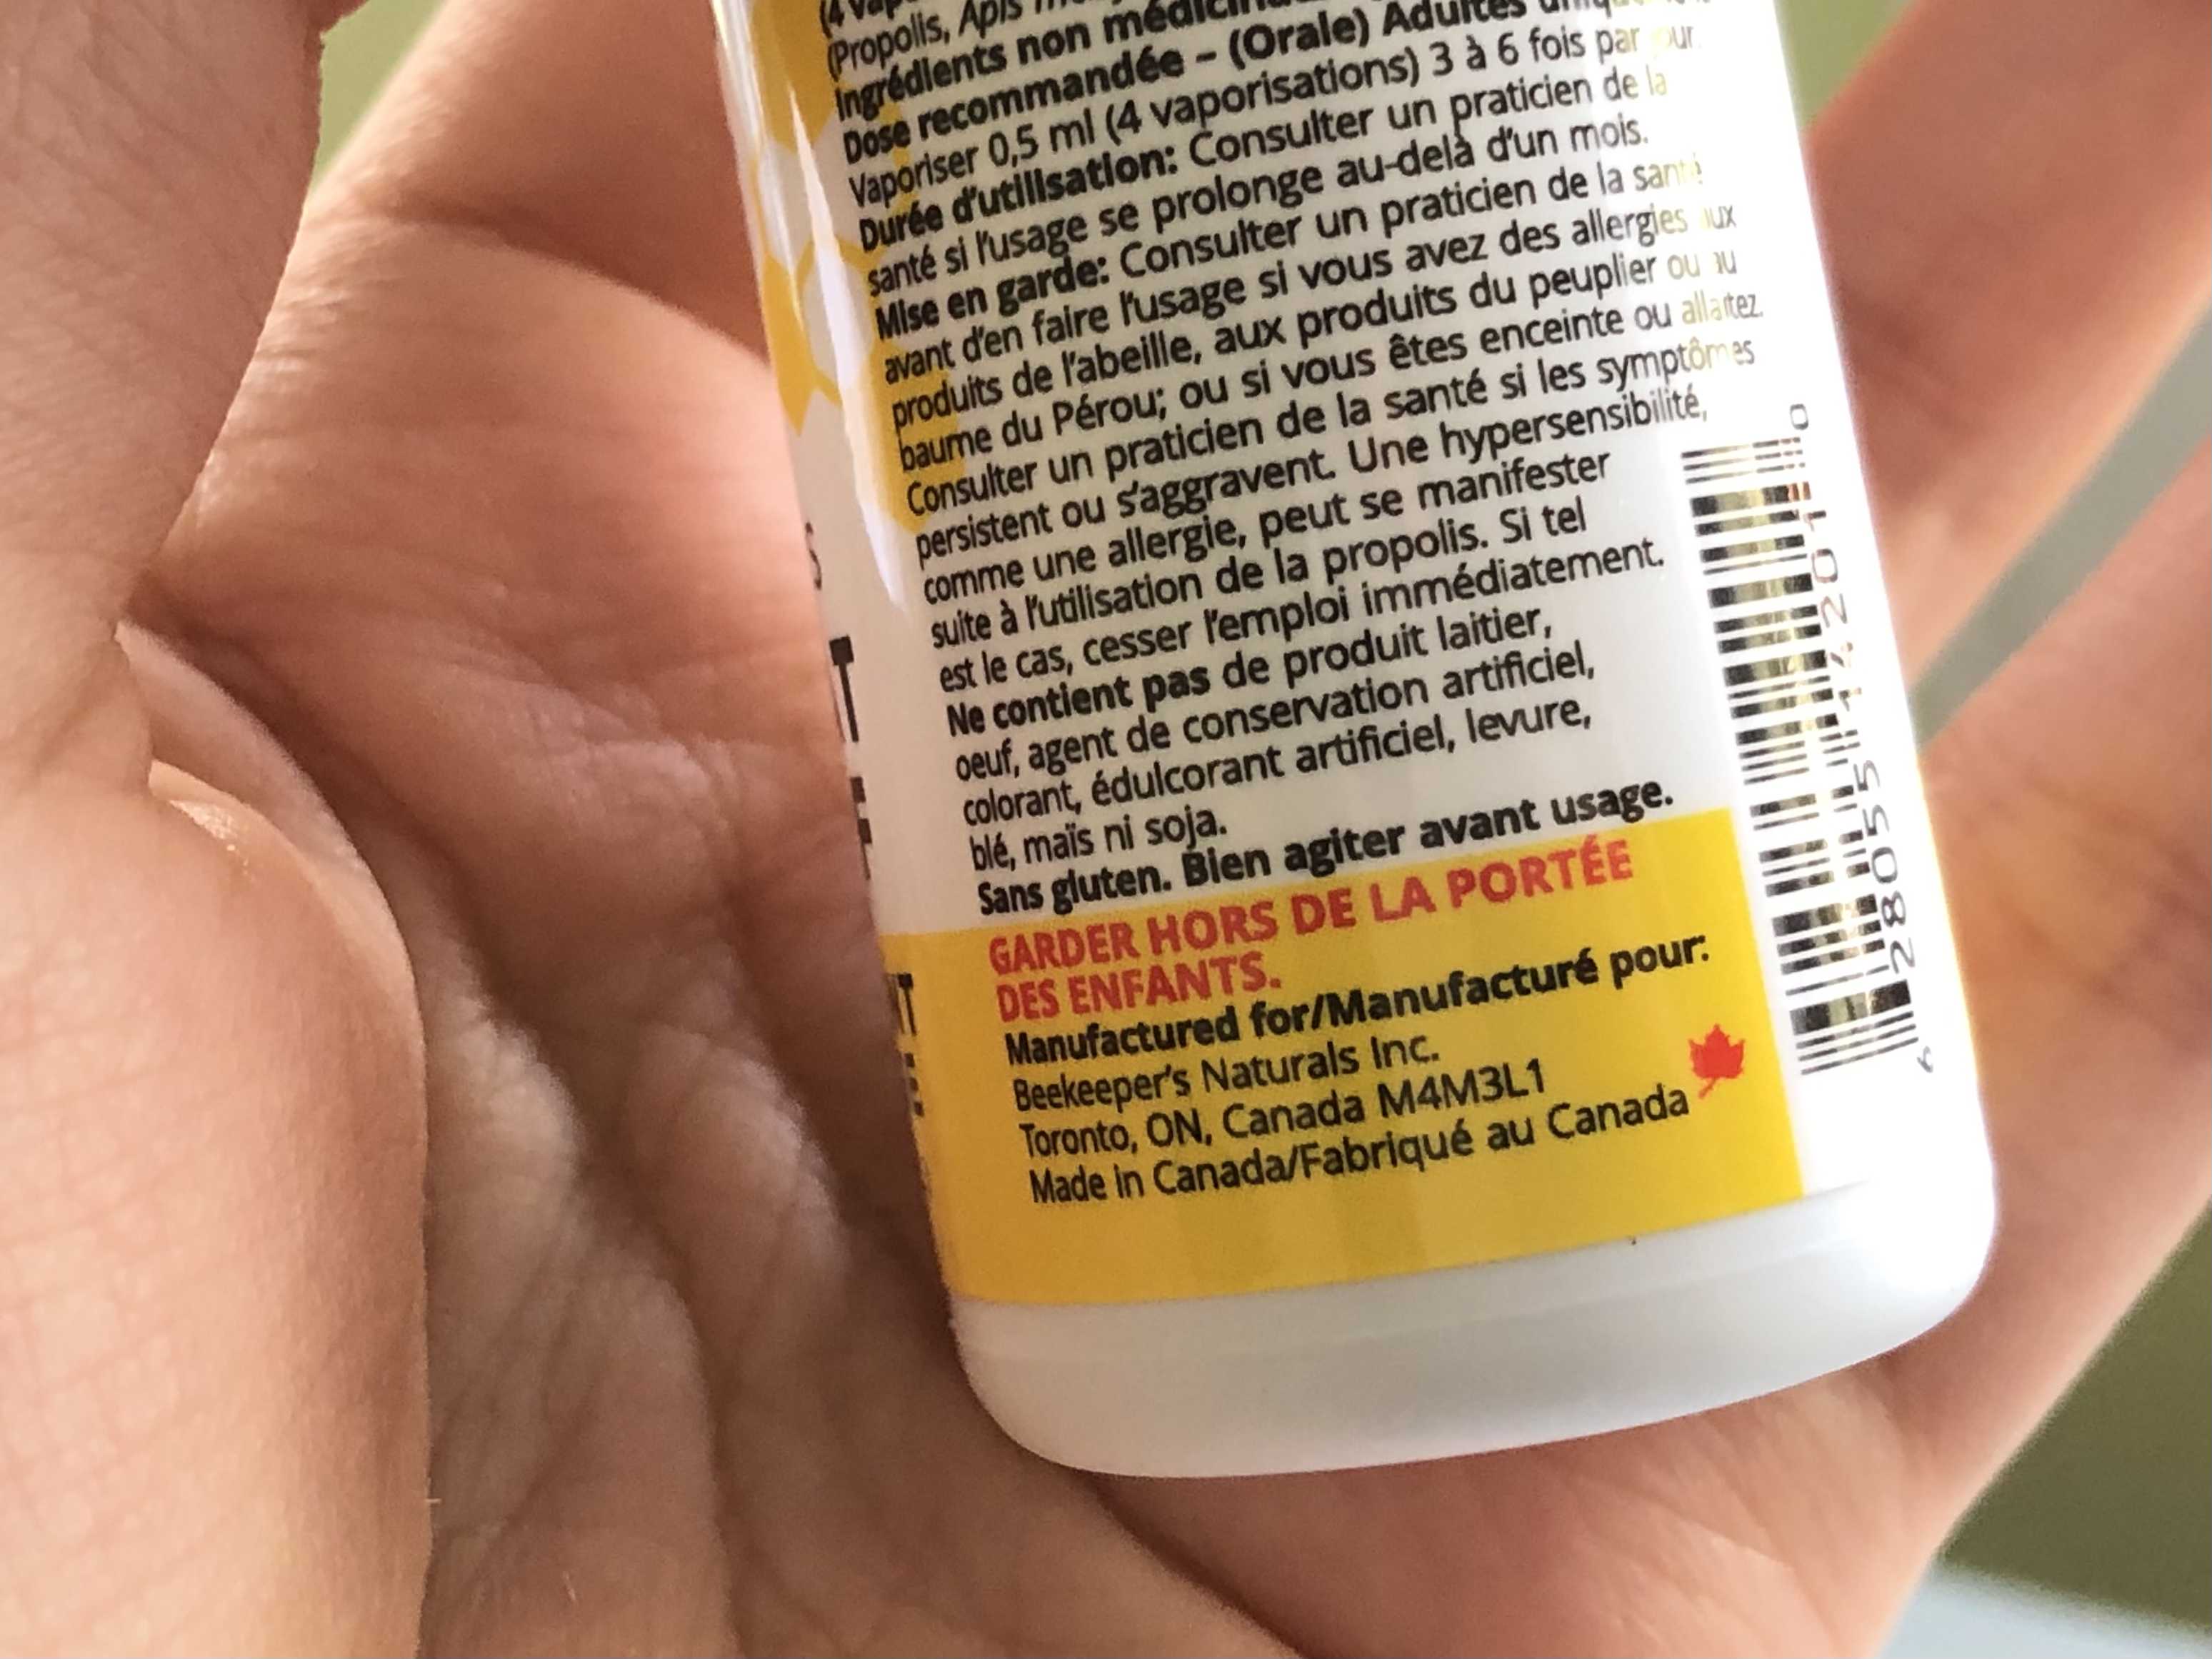 (Propolis, Apis
Ingrédients non
Dose recommandée – (Orale) Adultes
Vaporiser 0,5 ml (4 vaporisations) 3 à 6 fois par
Durée d'utilisation: Consulter un praticien de la
santé si l'usage se prolonge au-delà d'un mois.
Mise en garde: Consulter un praticien de la santé
avant d'en faire l'usage si vous avez des allergies aux
produits de l'abeille, aux produits du peuplier ou au
baume du Pérou; ou si vous êtes enceinte ou allaitez.
Consulter un praticien de la santé si les symptômes
persistent ou s'aggravent. Une hypersensibilité,
comme une allergie, peut se manifester
suite à l'utilisation de la propolis. Si tel
est le cas, cesser l'emploi immédiatement.
Ne contient pas de produit laitier,
oeuf, agent de conservation artificiel,
colorant, édulcorant artificiel, levure,
blé, maïs ni soja.
Sans gluten. Bien agiter avant usage.
GARDER HORS DE LA PORTÉE
DES ENFANTS.
Manufactured for/Manufacturé pour:
Beekeeper's Naturals Inc.
Toronto, ON, Canada M4M3L1
Made in Canada/Fabriqué au Canada
6 28055 14201 0